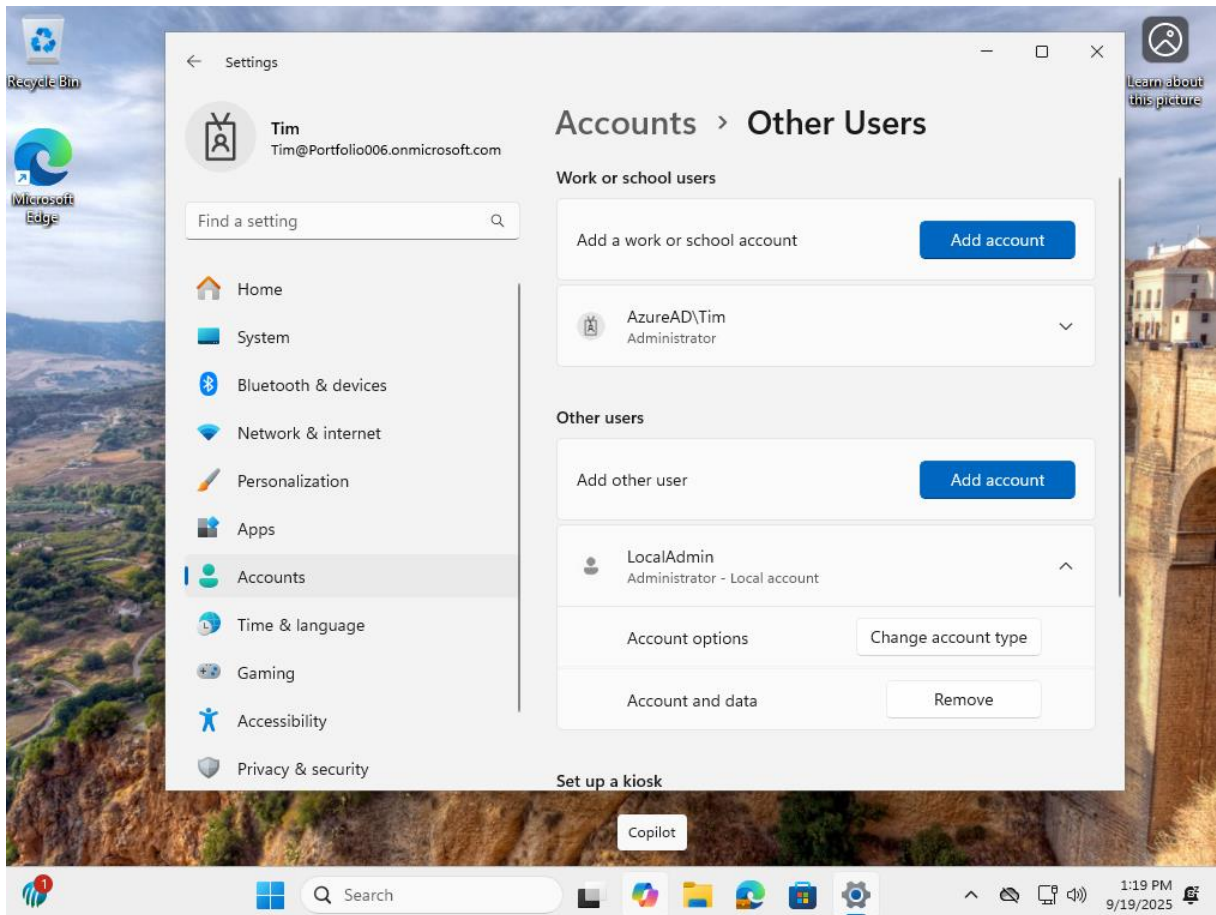 Recycle Bin
Microsoft
Edge
Learn about
this picture
Settings
Tim
Tim@Portfolio006.onmicrosoft.com
Find a setting
Home
System
Bluetooth & devices
Network & internet
Personalization
Apps
Accounts
Time & language
Gaming
Accessibility
Privacy & security
Accounts > Other Users
Work or school users
Add a work or school account
Add account
AzureAD\Tim
Administrator
Other users
Add other user
Add account
LocalAdmin
Administrator - Local account
Account options
Change account type
Account and data
Remove
Set up a kiosk
Copilot
1
Search
1:19 PM
9/19/2025